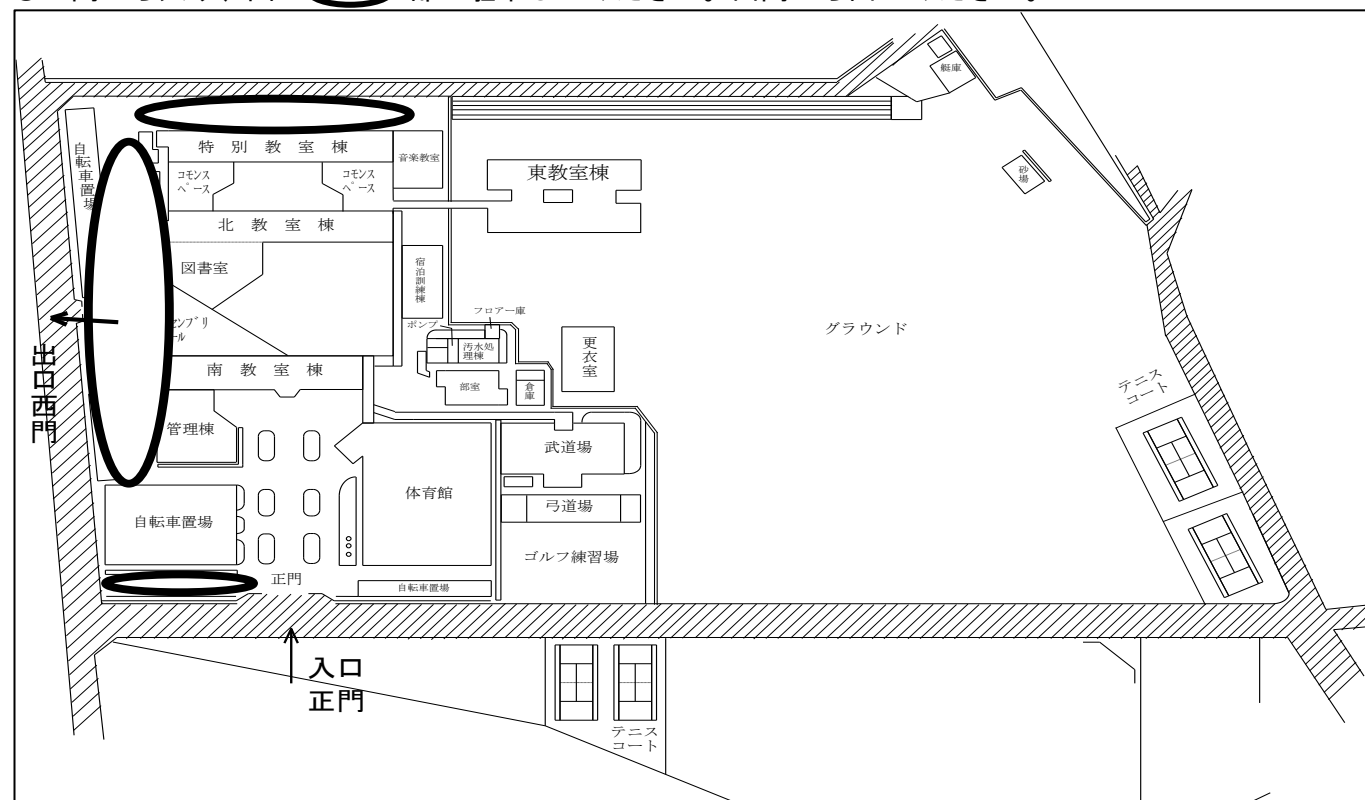 艇庫
自転車置場
特別教室棟
音楽教室
コモンス
ペース
コモンス
ペース
東教室棟
砂場
北教室棟
図書室
宿泊訓練棟
フロアー庫
ポンプ
汚水処
理棟
更衣室
グラウンド
センブリ
ール
南教室棟
部室
倉庫
出口西門
テニス
コート
管理棟
武道場
体育館
弓道場
自転車置場
ゴルフ練習場
正門
自転車置場
入口
正門
テニス
コート